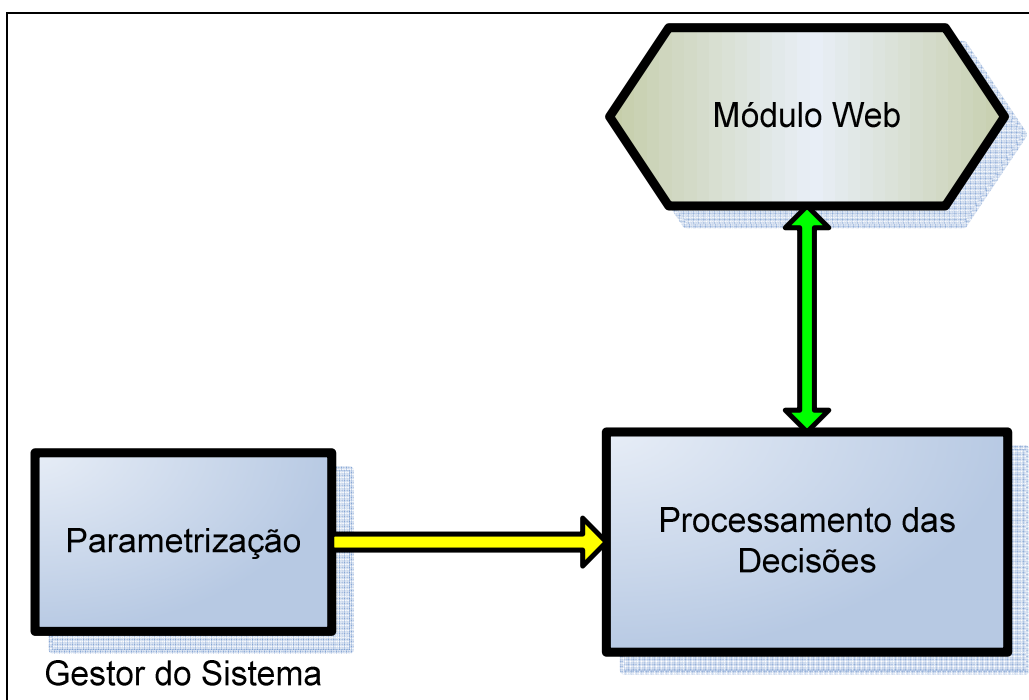 Módulo Web
Parametrização
Processamento das
Decisões
Gestor do Sistema